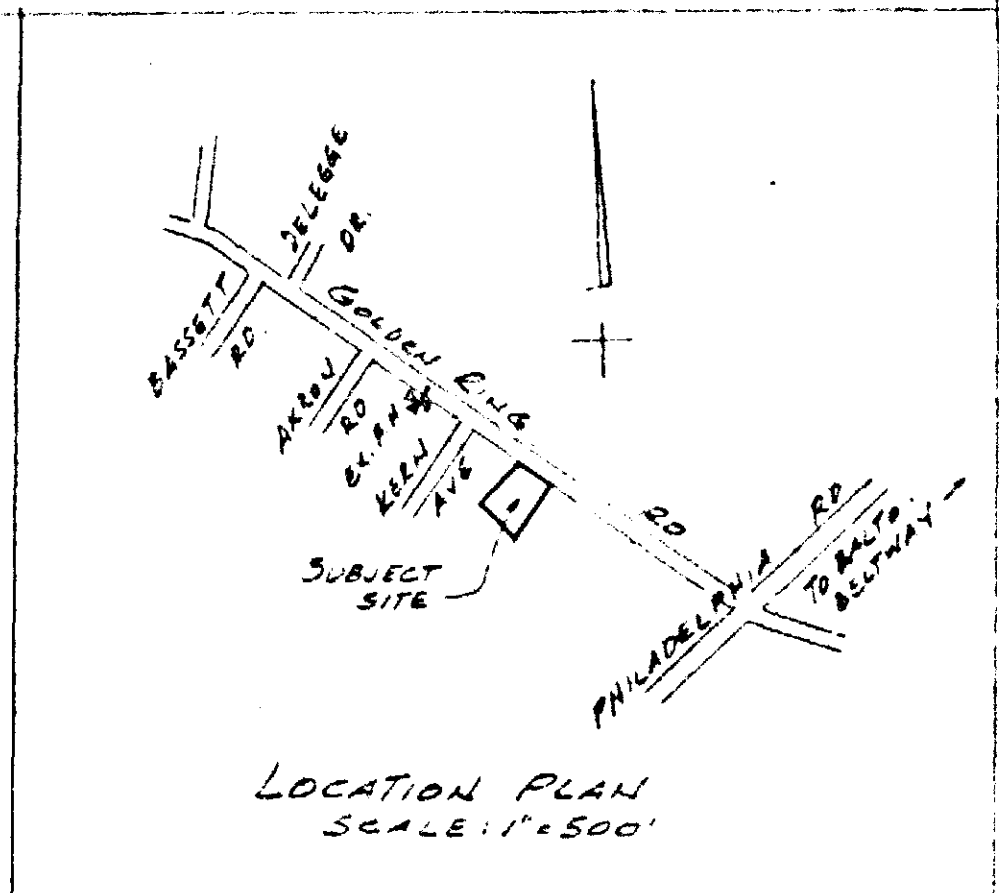 DELEGGE
DR.
BASSETT
RD.
GOLDEN RING
RD
AKRON
RD
EX. F.H.
KERN
AVE
SUBJECT
SITE
PHILADELPHIA RD
TO BALTO.
BELTWAY
LOCATION PLAN
SCALE: 1"=500'